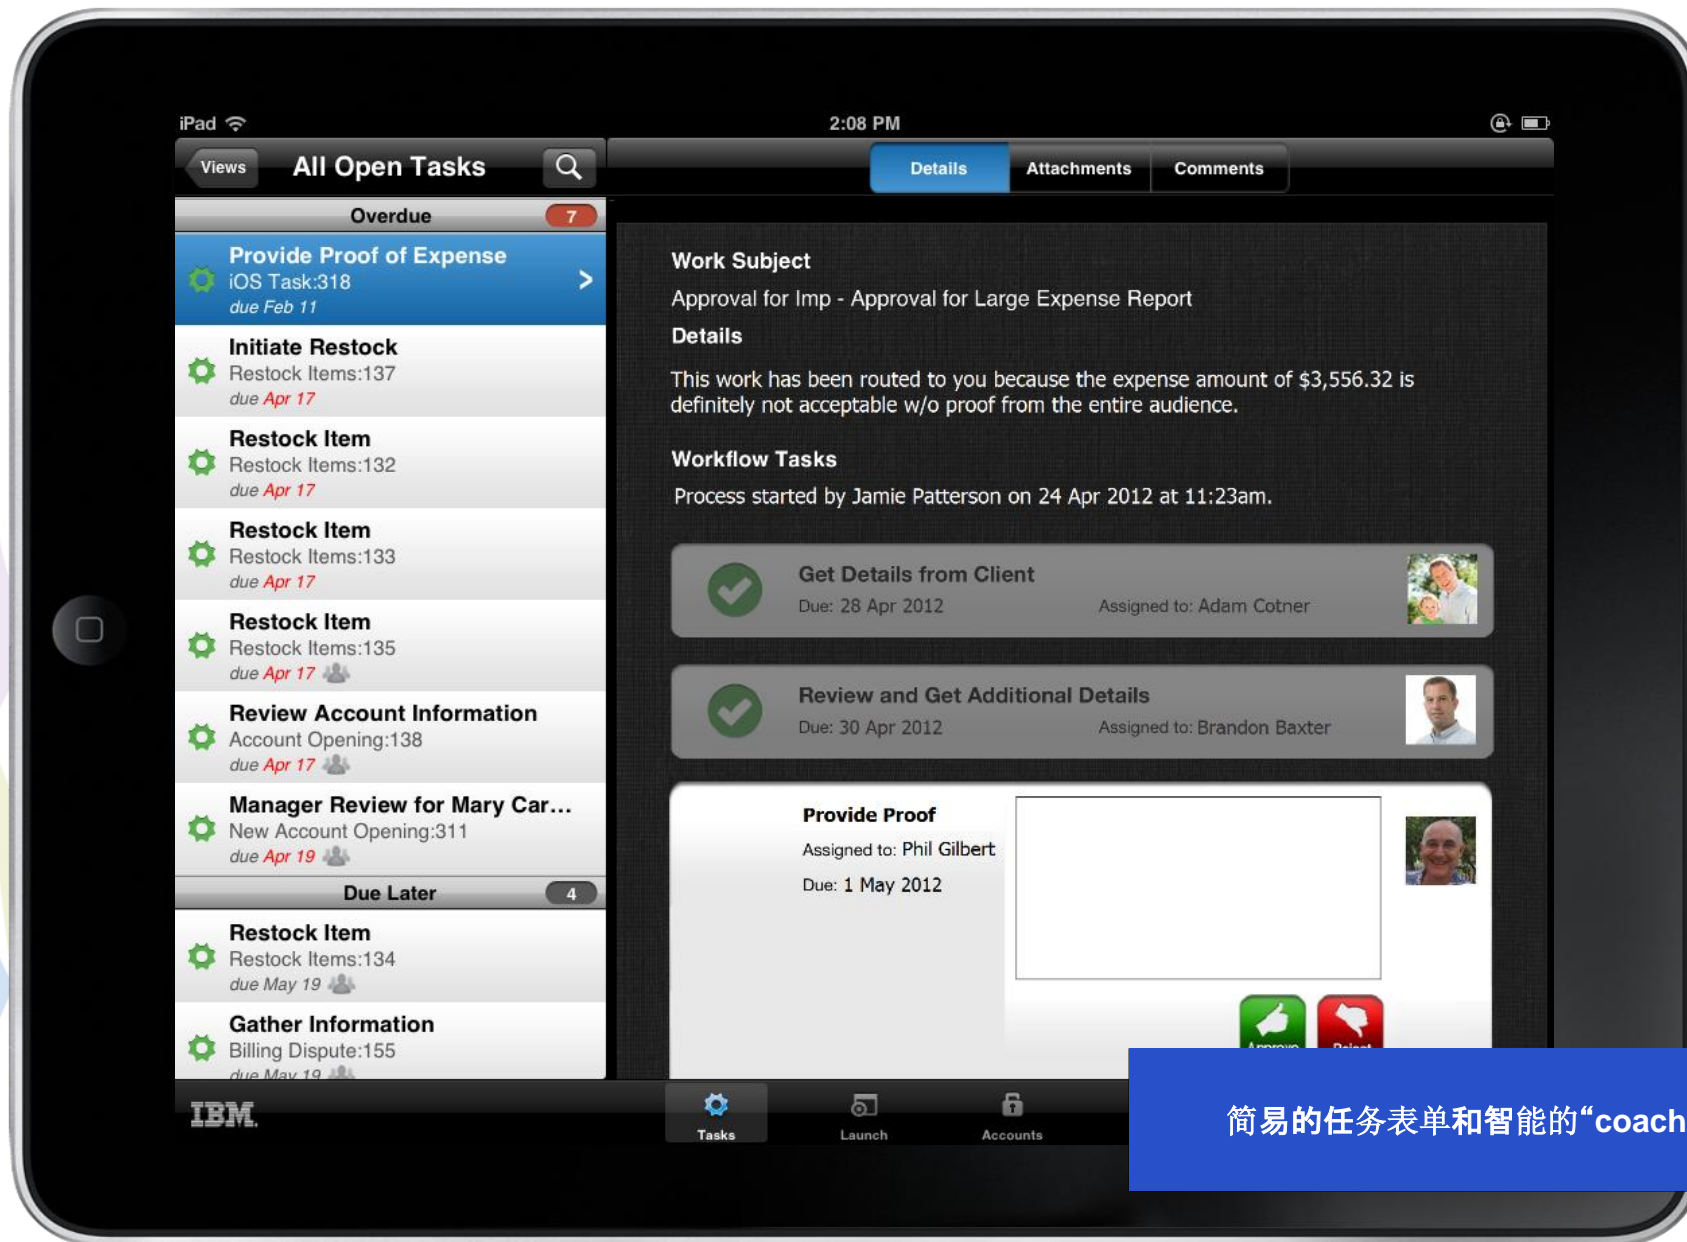 iPad
2:08 PM
Views
All Open Tasks
Overdue
7
Provide Proof of Expense
iOS Task:318
due Feb 11
Initiate Restock
Restock Items:137
due Apr 17
Restock Item
Restock Items:132
due Apr 17
Restock Item
Restock Items:133
due Apr 17
Restock Item
Restock Items:135
due Apr 17
Review Account Information
Account Opening:138
due Apr 17
Manager Review for Mary Car...
New Account Opening:311
due Apr 19
Due Later
4
Restock Item
Restock Items:134
due May 19
Gather Information
Billing Dispute:155
due May 19
Details
Attachments
Comments
Work Subject
Approval for Imp - Approval for Large Expense Report
Details
This work has been routed to you because the expense amount of $3,556.32 is
definitely not acceptable w/o proof from the entire audience.
Workflow Tasks
Process started by Jamie Patterson on 24 Apr 2012 at 11:23am.
Get Details from Client
Due: 28 Apr 2012 Assigned to: Adam Cotner
Review and Get Additional Details
Due: 30 Apr 2012 Assigned to: Brandon Baxter
Provide Proof
Assigned to: Phil Gilbert
Due: 1 May 2012
Approve
Reject
IBM.
Tasks
Launch
Accounts
简易的任务表单和智能的“coach